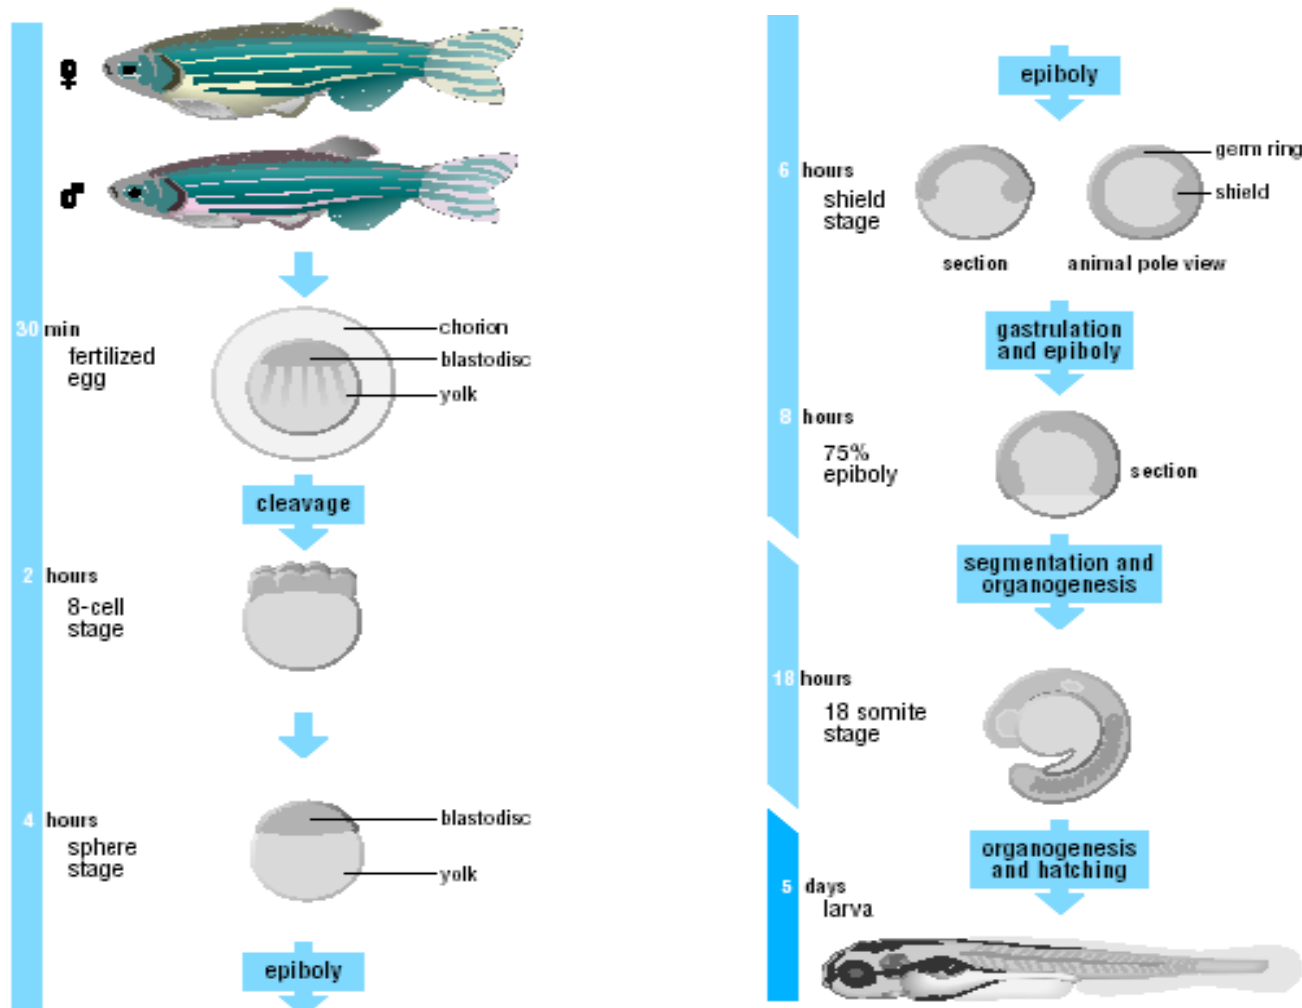 ♀
♂
30 min
fertilized
egg
chorion
blastodisc
yolk
cleavage
2 hours
8-cell
stage
4 hours
sphere
stage
blastodisc
yolk
epiboly
epiboly
6 hours
shield
stage
germ ring
shield
section
animal pole view
gastrulation
and epiboly
8 hours
75%
epiboly
section
segmentation and
organogenesis
18 hours
18 somite
stage
organogenesis
and hatching
5 days
larva